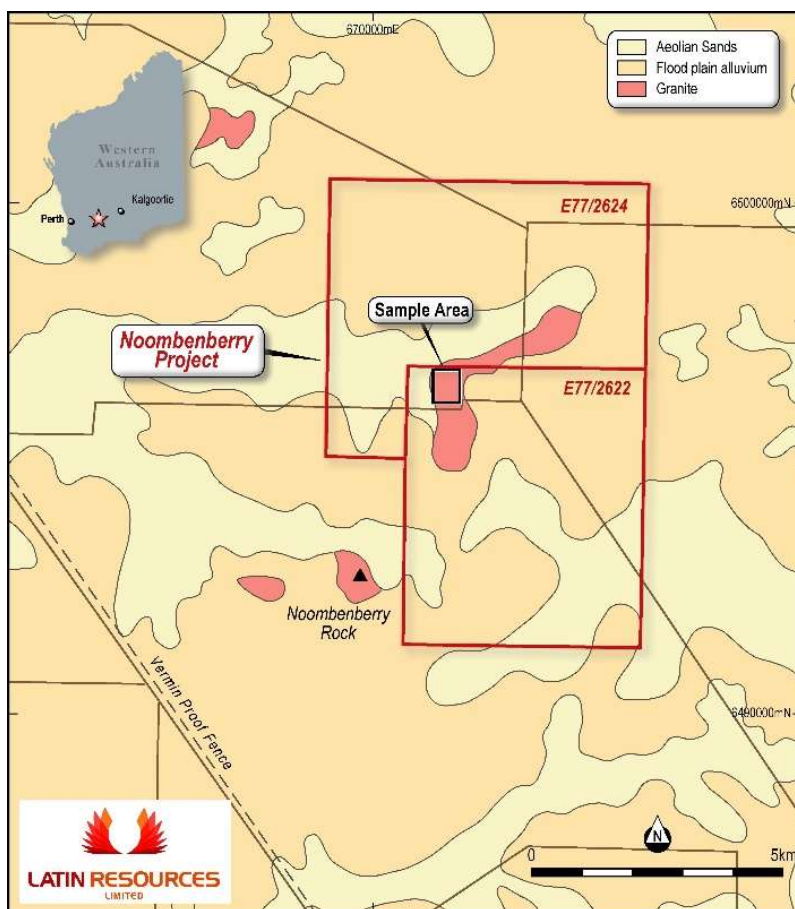 670000mE
Aeolian Sands
Flood plain alluvium
Granite
Western
Australia
Kalgoorlie
Perth
E77/2624
6500000mN
Sample Area
Noombenberry
Project
E77/2622
Noombenberry
Rock
Vermin Proof Fence
6490000mN
N
0
5km
LATIN RESOURCES
LIMITED